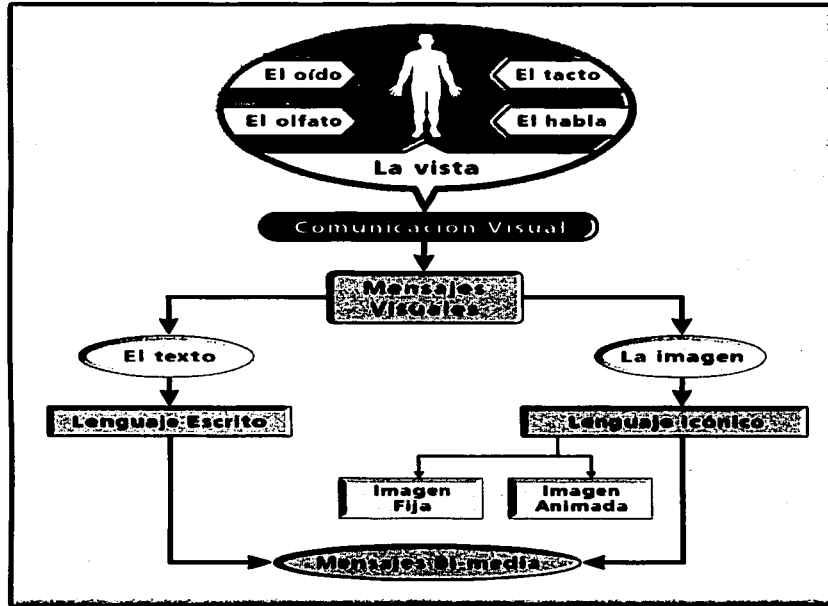 El oído
El tacto
El olfato
El habla
La vista
Comunicación Visual
Mensajes
Visuales
El texto
La imagen
Lenguaje Escrito
Lenguaje Icónico
Imagen
Fija
Imagen
Animada
Mensajes Bi-media